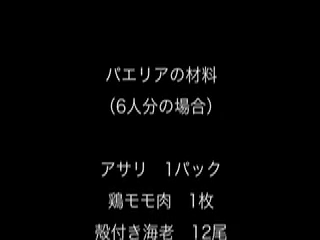 パエリアの材料
（6人分の場合）
アサリ　1パック
鶏モモ肉　1枚
殻付き海老　12尾